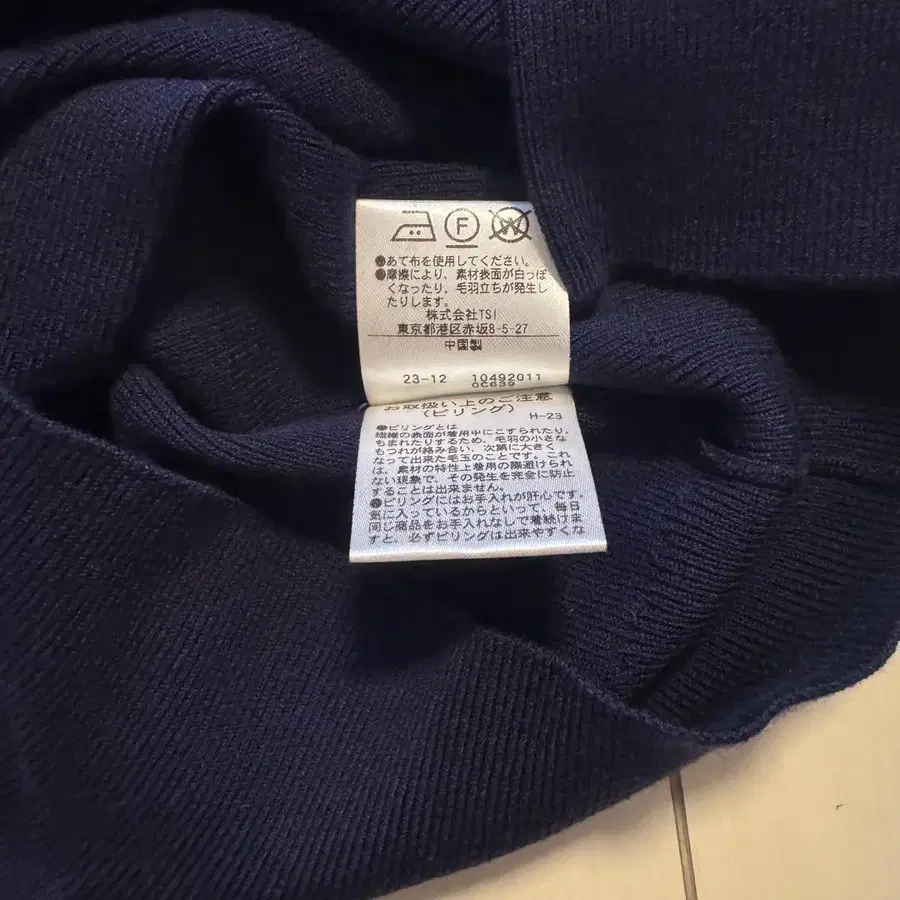 F W
●あて布を使用してください。
●摩擦により、素材表面が白っぽ
くなったり、毛羽立ちが発生し
たりします。
株式会社TSI
東京都港区赤坂8-5-27
中国製
23-12 10492011
0C630
お取扱い上のご注意
(ピリング) H-23
●ピリングとは
繊維の表面が着用中にこすられたり、
もまれたりするため、毛羽の小さな
もつれが絡み合い、次第に大きく
なって出来た毛玉のことです。これ
は、素材の特性上着用の際避けられ
ない現象で、その発生を完全に防止
することは出来ません。
●ピリングにはお手入れが肝心です。
気に入っているからといって、毎日
同じ商品をお手入れなしで着続けま
すと、必ずピリングは出来やすくな